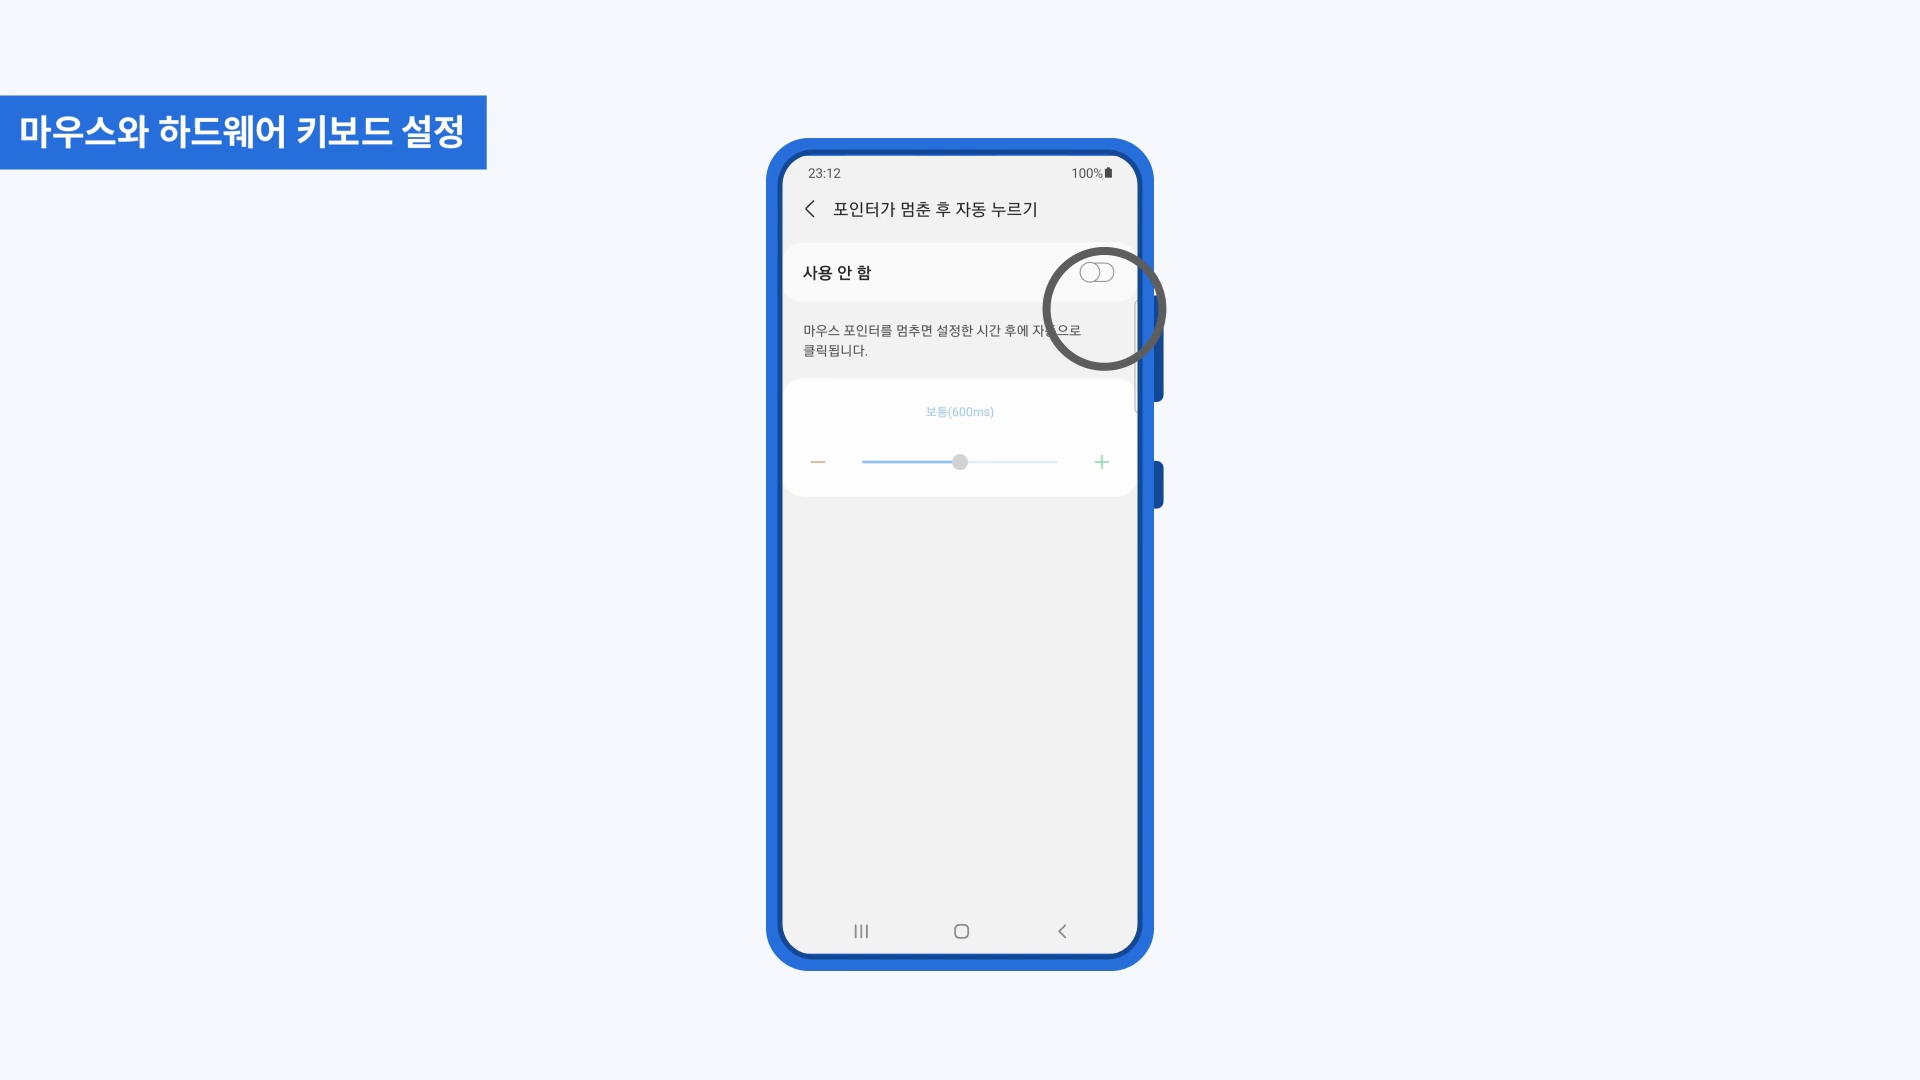 마우스와 하드웨어 키보드 설정
23:12 100%
포인터가 멈춘 후 자동 누르기
사용 안 함
마우스 포인터를 멈추면 설정한 시간 후에 자동으로
클릭됩니다.
보통(600ms)